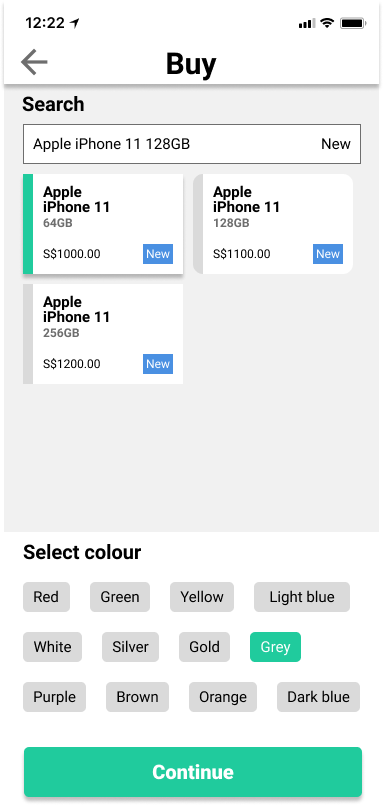 12:22
Buy
Search
Apple iPhone 11 128GB New
Apple
iPhone 11
64GB
S$1000.00 New
Apple
iPhone 11
128GB
S$1100.00 New
Apple
iPhone 11
256GB
S$1200.00 New
Select colour
Red Green Yellow Light blue
White Silver Gold Grey
Purple Brown Orange Dark blue
Continue